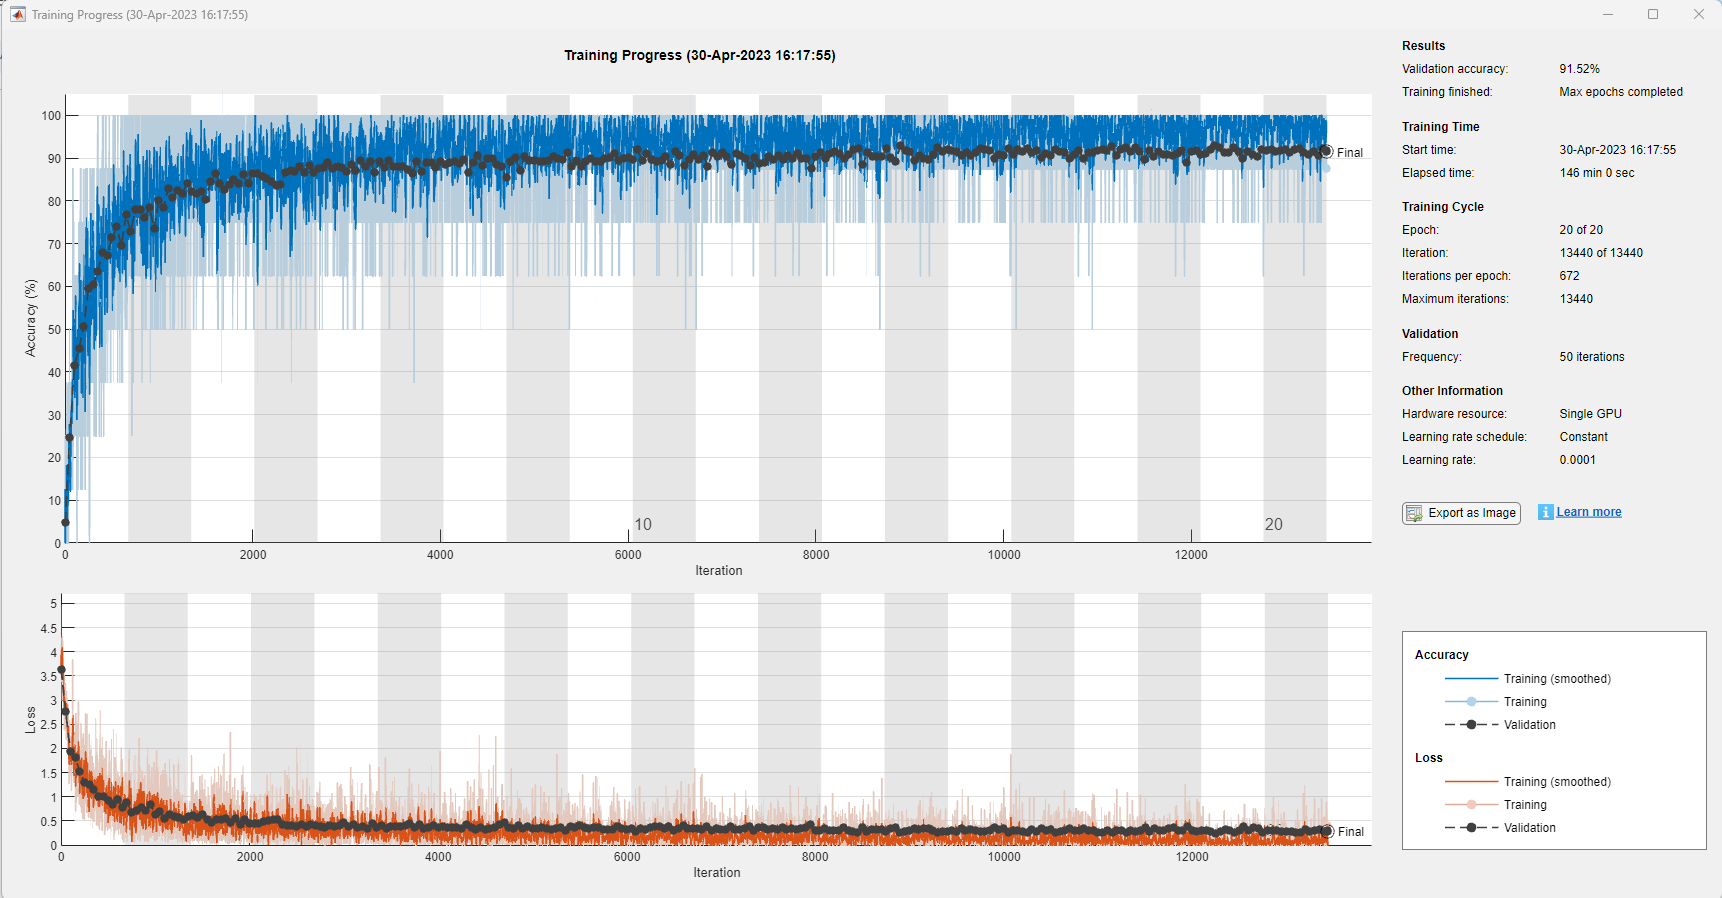 Training Progress (30-Apr-2023 16:17:55)
Training Progress (30-Apr-2023 16:17:55)
Accuracy (%)
100
90
80
70
60
50
40
30
20
10
0
10
20
Final
0 2000 4000 6000 8000 10000 12000
Iteration
Loss
5
4.5
4
3.5
3
2.5
2
1.5
1
0.5
0
Final
0 2000 4000 6000 8000 10000 12000
Iteration
Results
Validation accuracy: 91.52%
Training finished: Max epochs completed
Training Time
Start time: 30-Apr-2023 16:17:55
Elapsed time: 146 min 0 sec
Training Cycle
Epoch: 20 of 20
Iteration: 13440 of 13440
Iterations per epoch: 672
Maximum iterations: 13440
Validation
Frequency: 50 iterations
Other Information
Hardware resource: Single GPU
Learning rate schedule: Constant
Learning rate: 0.0001
Export as Image
i Learn more
Accuracy
Training (smoothed)
Training
Validation
Loss
Training (smoothed)
Training
Validation